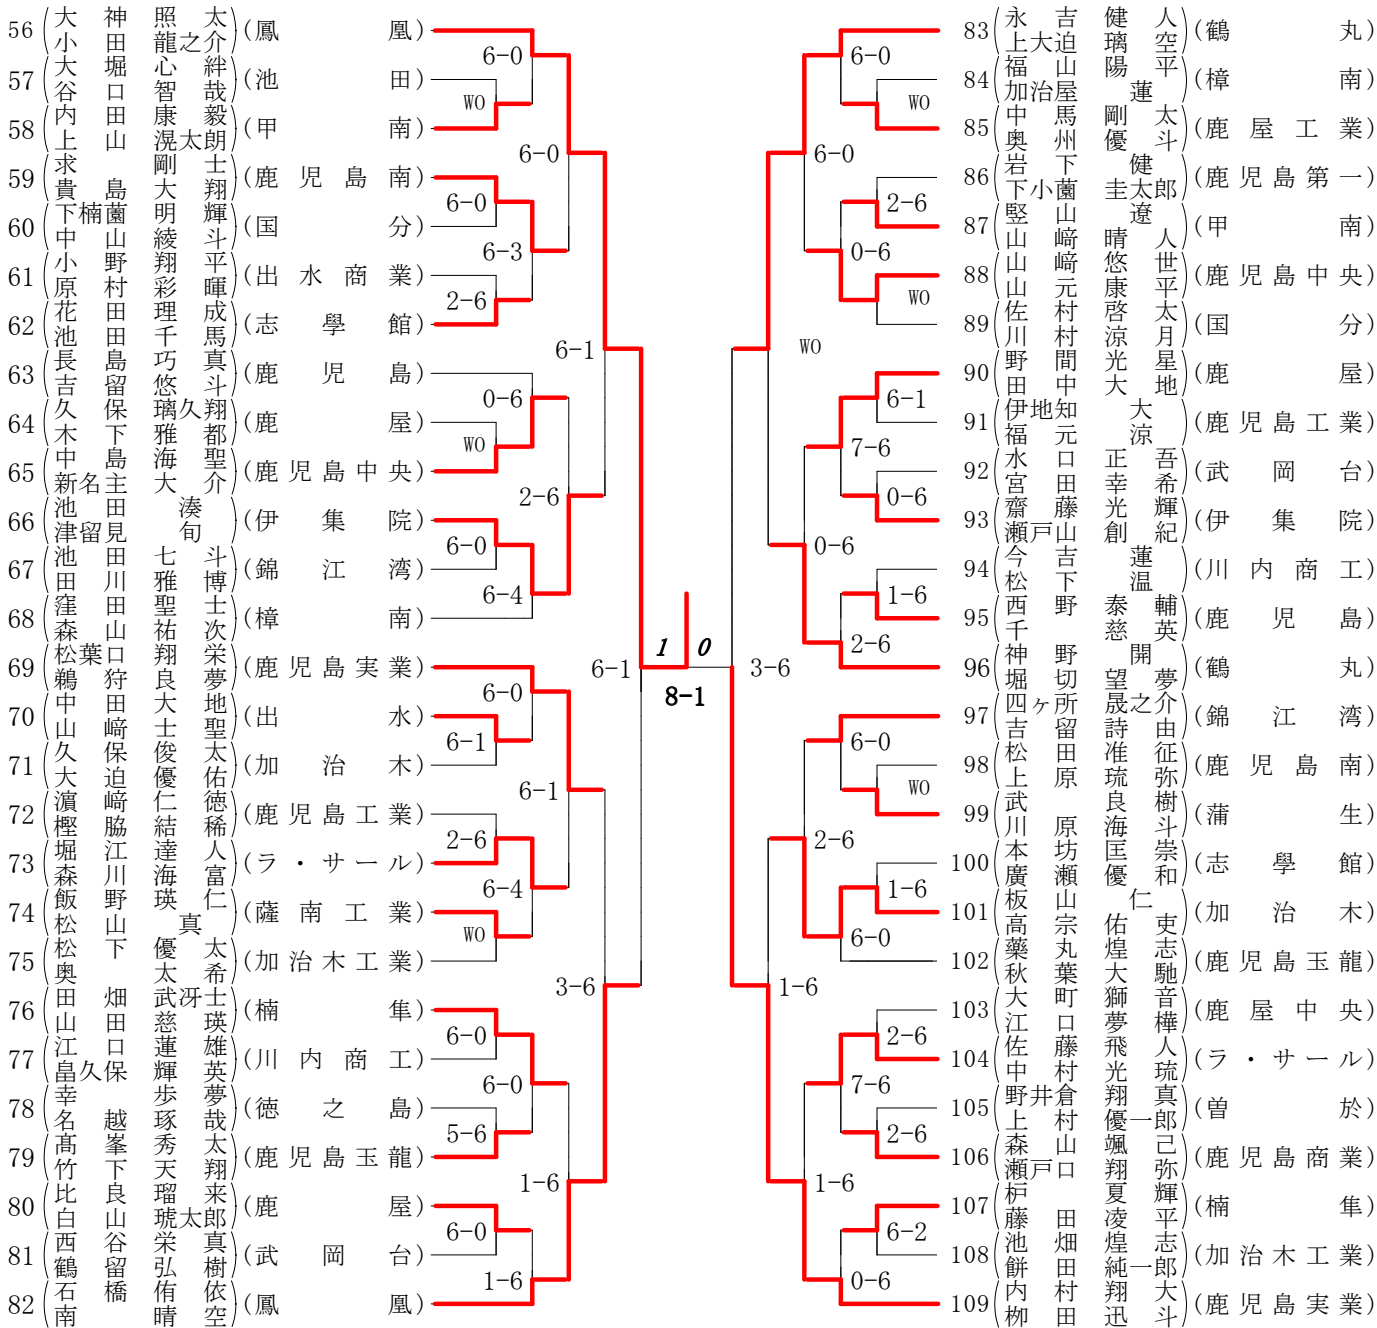 56 大神照太 小田龍之介 (鳳凰)
57 大堀心絆 谷口智哉 (池田)
58 内田康毅 上山滉太朗 (甲南)
59 求剛士 貴島大翔 (鹿児島南)
60 下楠薗明輝 中山綾斗 (国分)
61 小野翔平 原村彩暉 (出水商業)
62 花田理成 池田千馬 (志學館)
63 長島巧真 吉留悠斗 (鹿児島)
64 久保璃久翔 木下雅都 (鹿屋)
65 中島海聖 新名主大介 (鹿児島中央)
66 池田湊 津留見旬 (伊集院)
67 池田七斗 田川雅博 (錦江湾)
68 窪田聖士 森山祐次 (樟南)
69 松葉口翔栄 鵜狩良夢 (鹿児島実業)
70 中田大地 山﨑士聖 (出水)
71 久保俊太 大迫優佑 (加治木)
72 濵﨑仁徳 樫脇結稀 (鹿児島工業)
73 堀江達人 森川海富 (ラ・サール)
74 飯野瑛仁 松山真 (薩南工業)
75 松下優太 奥太希 (加治木工業)
76 田畑武冴士 山田慈瑛 (楠隼)
77 江口蓮雄 畠久保輝英 (川内商工)
78 幸歩夢 名越琢哉 (徳之島)
79 髙峯秀太 竹下天翔 (鹿児島玉龍)
80 比良瑠来 白山琥太郎 (鹿屋)
81 西谷栄真 鶴留弘樹 (武岡台)
82 石橋侑依 南晴空 (鳳凰)
6-0
WO
6-0
6-0
6-3
2-6
6-1
0-6
WO
2-6
6-0
6-4
6-1
6-0
6-1
6-1
2-6
6-4
WO
3-6
6-0
6-0
5-6
1-6
6-0
1-6
1 0
8-1
83 永吉健人 上大迫璃空 (鶴丸)
84 福山陽平 加治屋蓮 (樟南)
85 中馬剛太 奥州優斗 (鹿屋工業)
86 岩下健 下小薗圭太郎 (鹿児島第一)
87 竪山遼 山﨑晴人 (甲南)
88 山﨑悠世 山元康平 (鹿児島中央)
89 佐村啓太 川村涼月 (国分)
90 野間光星 田中大地 (鹿屋)
91 伊地知大 福元涼 (鹿児島工業)
92 水口正吾 宮田幸希 (武岡台)
93 齋藤光輝 瀬戸山創紀 (伊集院)
94 今吉蓮 松下温 (川内商工)
95 西野泰輔 千慈英 (鹿児島)
96 神野開 堀切望夢 (鶴丸)
97 四ヶ所晟之介 吉留詩由 (錦江湾)
98 松田准征 上原琉弥 (鹿児島南)
99 武良樹 川原海斗 (蒲生)
100 本坊匡崇 廣瀬優和 (志學館)
101 板山仁 高宗佑吏 (加治木)
102 藥丸煌志 秋葉大馳 (鹿児島玉龍)
103 大町獅音 江口夢樺 (鹿屋中央)
104 佐藤飛人 中村光琉 (ラ・サール)
105 野井倉翔真 上村優一郎 (曽於)
106 森山颯己 瀬戸口翔弥 (鹿児島商業)
107 枦夏輝 藤田凌平 (楠隼)
108 池畑煌志 餅田純一郎 (加治木工業)
109 内村翔大 栁田迅斗 (鹿児島実業)
6-0
WO
6-0
2-6
0-6
WO
WO
6-1
7-6
0-6
0-6
1-6
2-6
3-6
6-0
WO
2-6
1-6
6-0
1-6
2-6
7-6
2-6
1-6
6-2
0-6